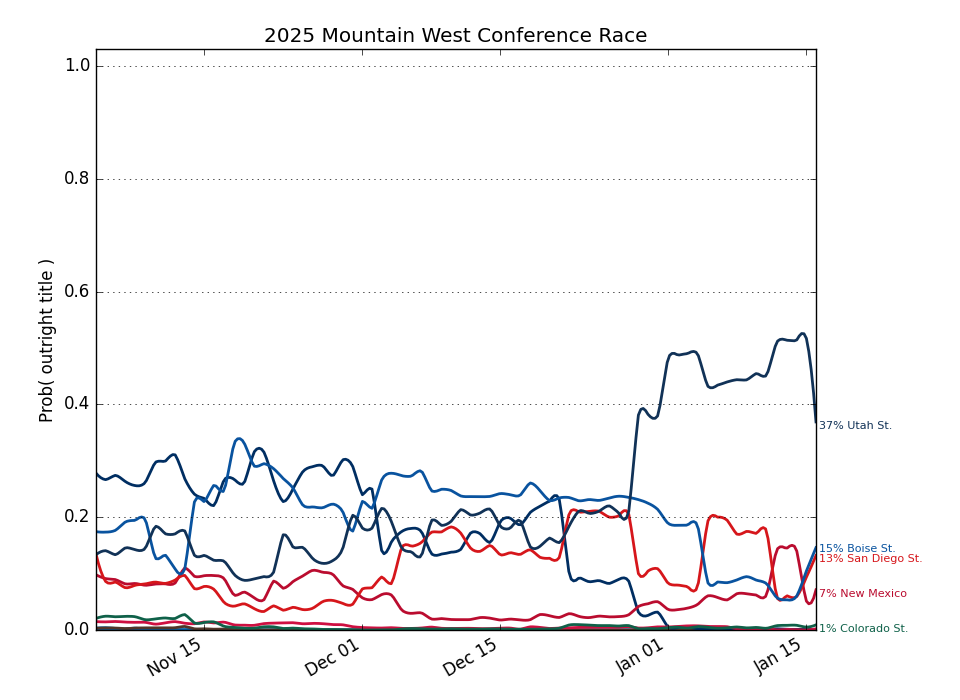 2025 Mountain West Conference Race
Prob( outright title )
1.0
0.8
0.6
0.4
0.2
0.0
37% Utah St.
15% Boise St.
13% San Diego St.
7% New Mexico
1% Colorado St.
Nov 15
Dec 01
Dec 15
Jan 01
Jan 15